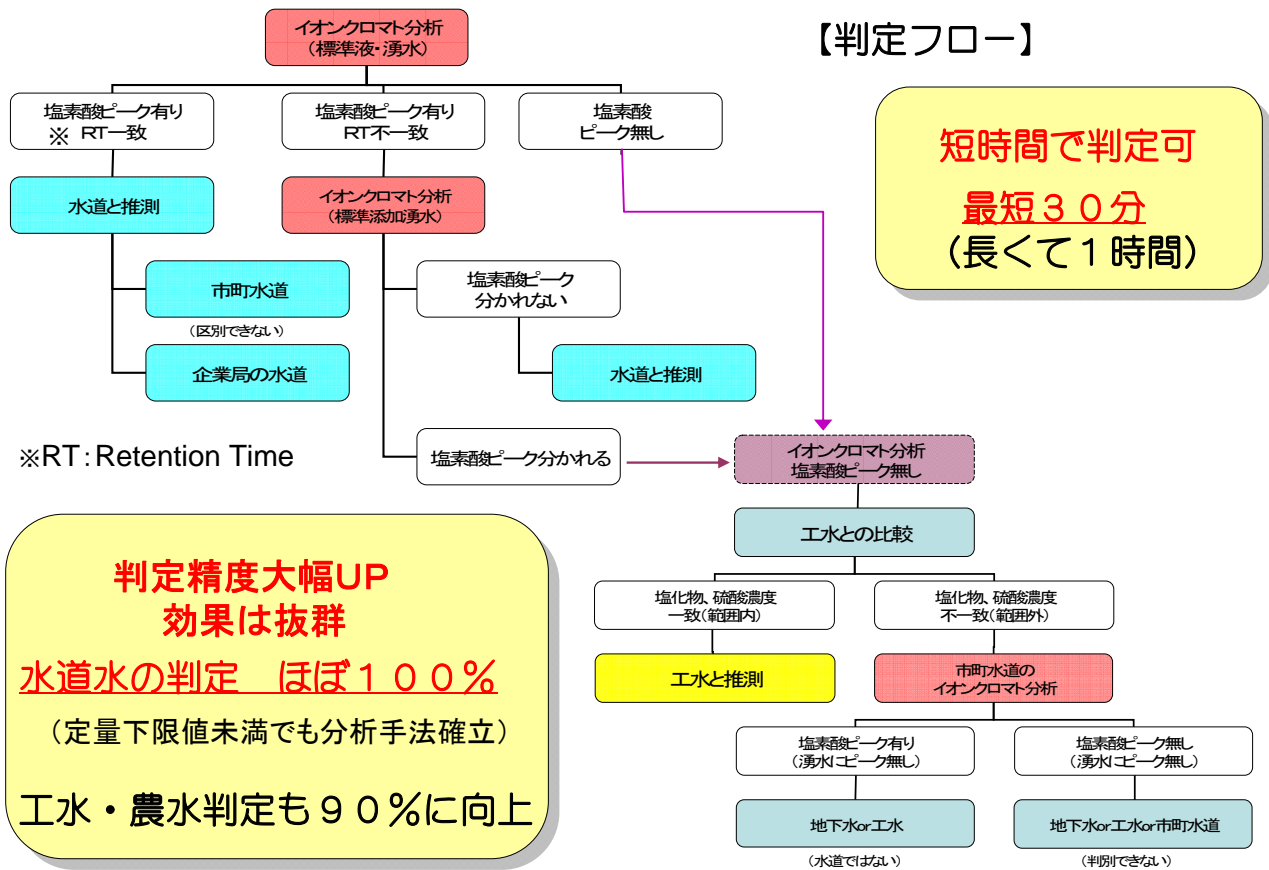 【判定フロー】
イオンクロマト分析
(標準液・湧水)
塩素酸ピーク有り
※ RT一致
塩素酸ピーク有り
RT不一致
塩素酸
ピーク無し
短時間で判定可
最短30分
(長くて1時間)
水道と推測
イオンクロマト分析
(標準添加湧水)
市町水道
(区別できない)
企業局の水道
塩素酸ピーク
分かれない
水道と推測
※RT:Retention Time
塩素酸ピーク分かれる
イオンクロマト分析
塩素酸ピーク無し
工水との比較
塩化物、硫酸濃度
一致(範囲内)
塩化物、硫酸濃度
不一致(範囲外)
工水と推測
市町水道の
イオンクロマト分析
塩素酸ピーク有り
(湧水にピーク無し)
塩素酸ピーク無し
(湧水にピーク無し)
地下水or工水
(水道ではない)
地下水or工水or市町水道
(判別できない)
判定精度大幅UP
効果は抜群
水道水の判定 ほぼ100%
(定量下限値未満でも分析手法確立)
工水・農水判定も90%に向上